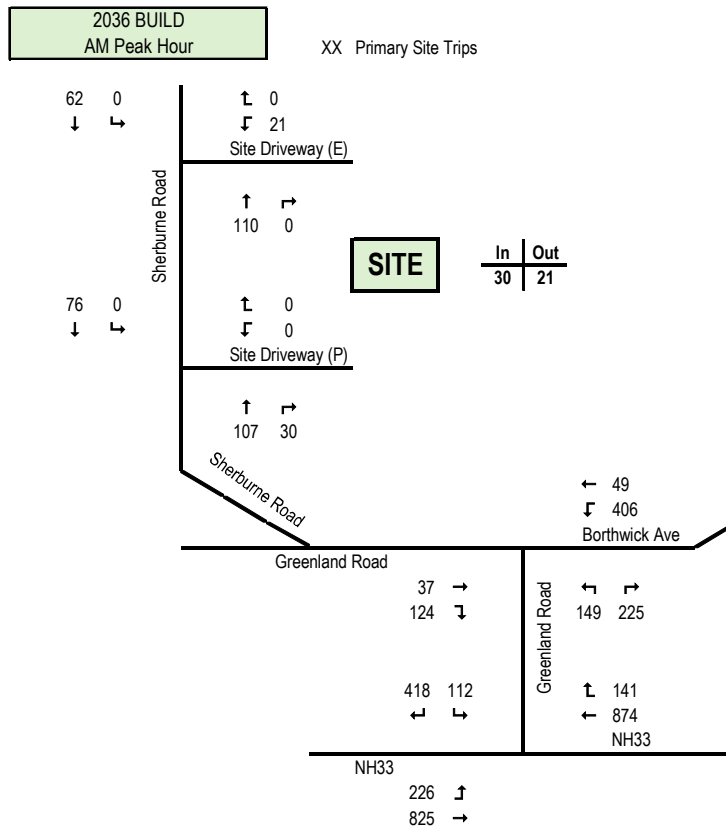 2036 BUILD
AM Peak Hour
XX Primary Site Trips
62 0
↓ ↳
↑ 0
↓ 21
Site Driveway (E)
Sherburne Road
↑ ↱
110 0
SITE
In Out
30 21
76 0
↓ ↳
↑ 0
↓ 0
Site Driveway (P)
↑ ↱
107 30
Sherburne Road
← 49
↓ 406
Borthwick Ave
Greenland Road
37 →
124 ↴
Greenland Road
↰ ↱
149 225
418 112
↵ ↳
↑ 141
← 874
NH33
NH33
226 ↑
825 →